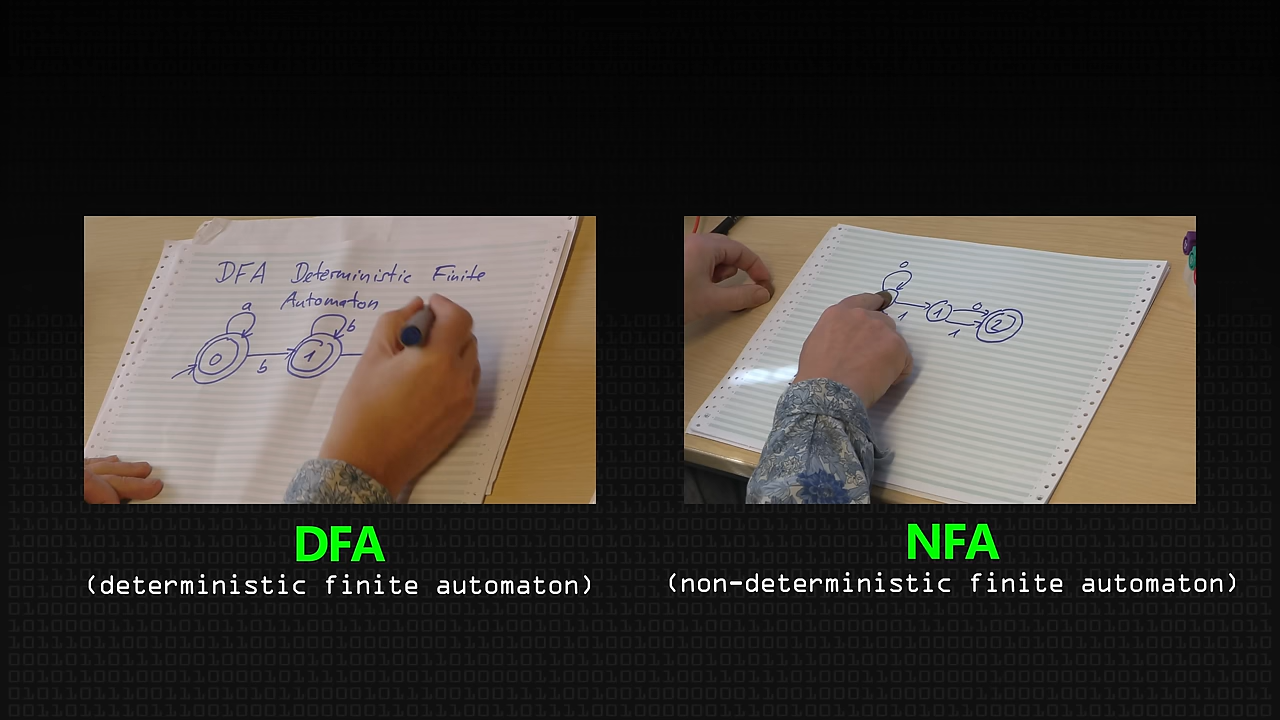 DFA Deterministic Finite
Automaton
a
b
0
b
1
0
1
1
0
1
2
DFA
(deterministic finite automaton)
NFA
(non-deterministic finite automaton)